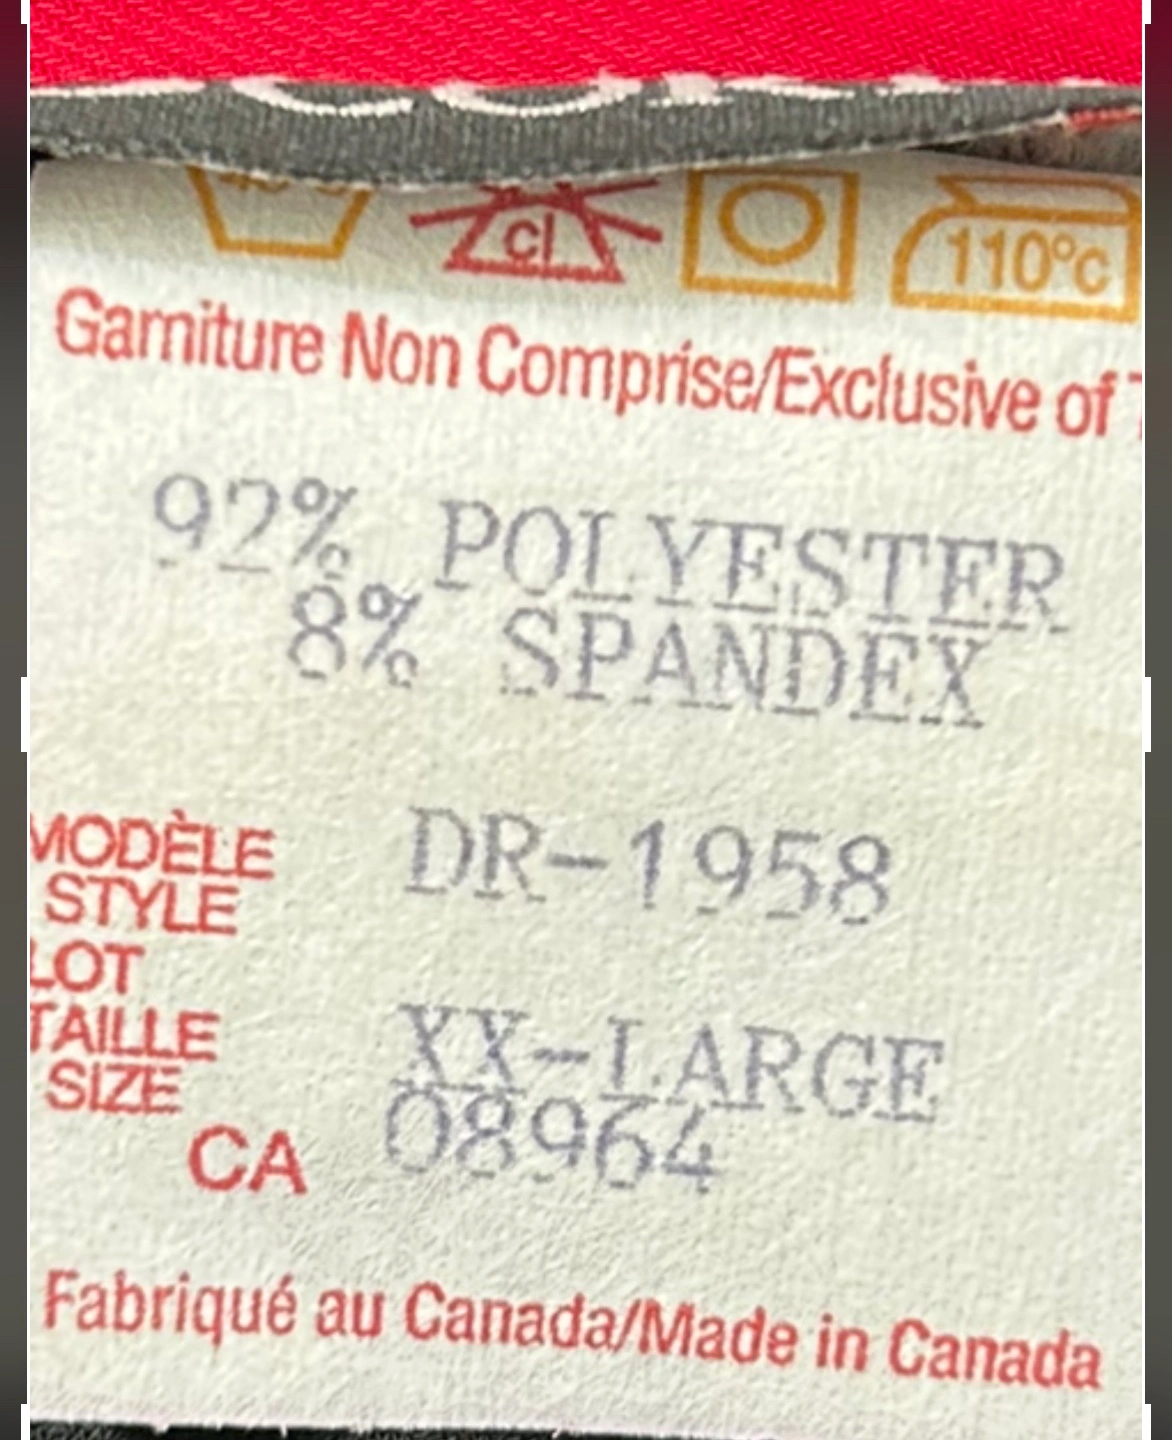 cl
110°c
Garniture Non Comprise/Exclusive of
92% POLYESTER
8% SPANDEX
MODÈLE
STYLE
DR-1958
LOT
TAILLE
SIZE
XX-LARGE
CA 08964
Fabriqué au Canada/Made in Canada